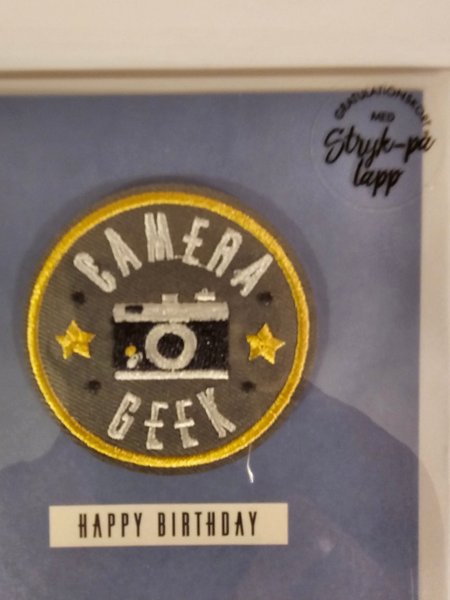 GRATULATIONSKORT
MED
Stryk-på
lapp
CAMERA
GEEK
HAPPY BIRTHDAY